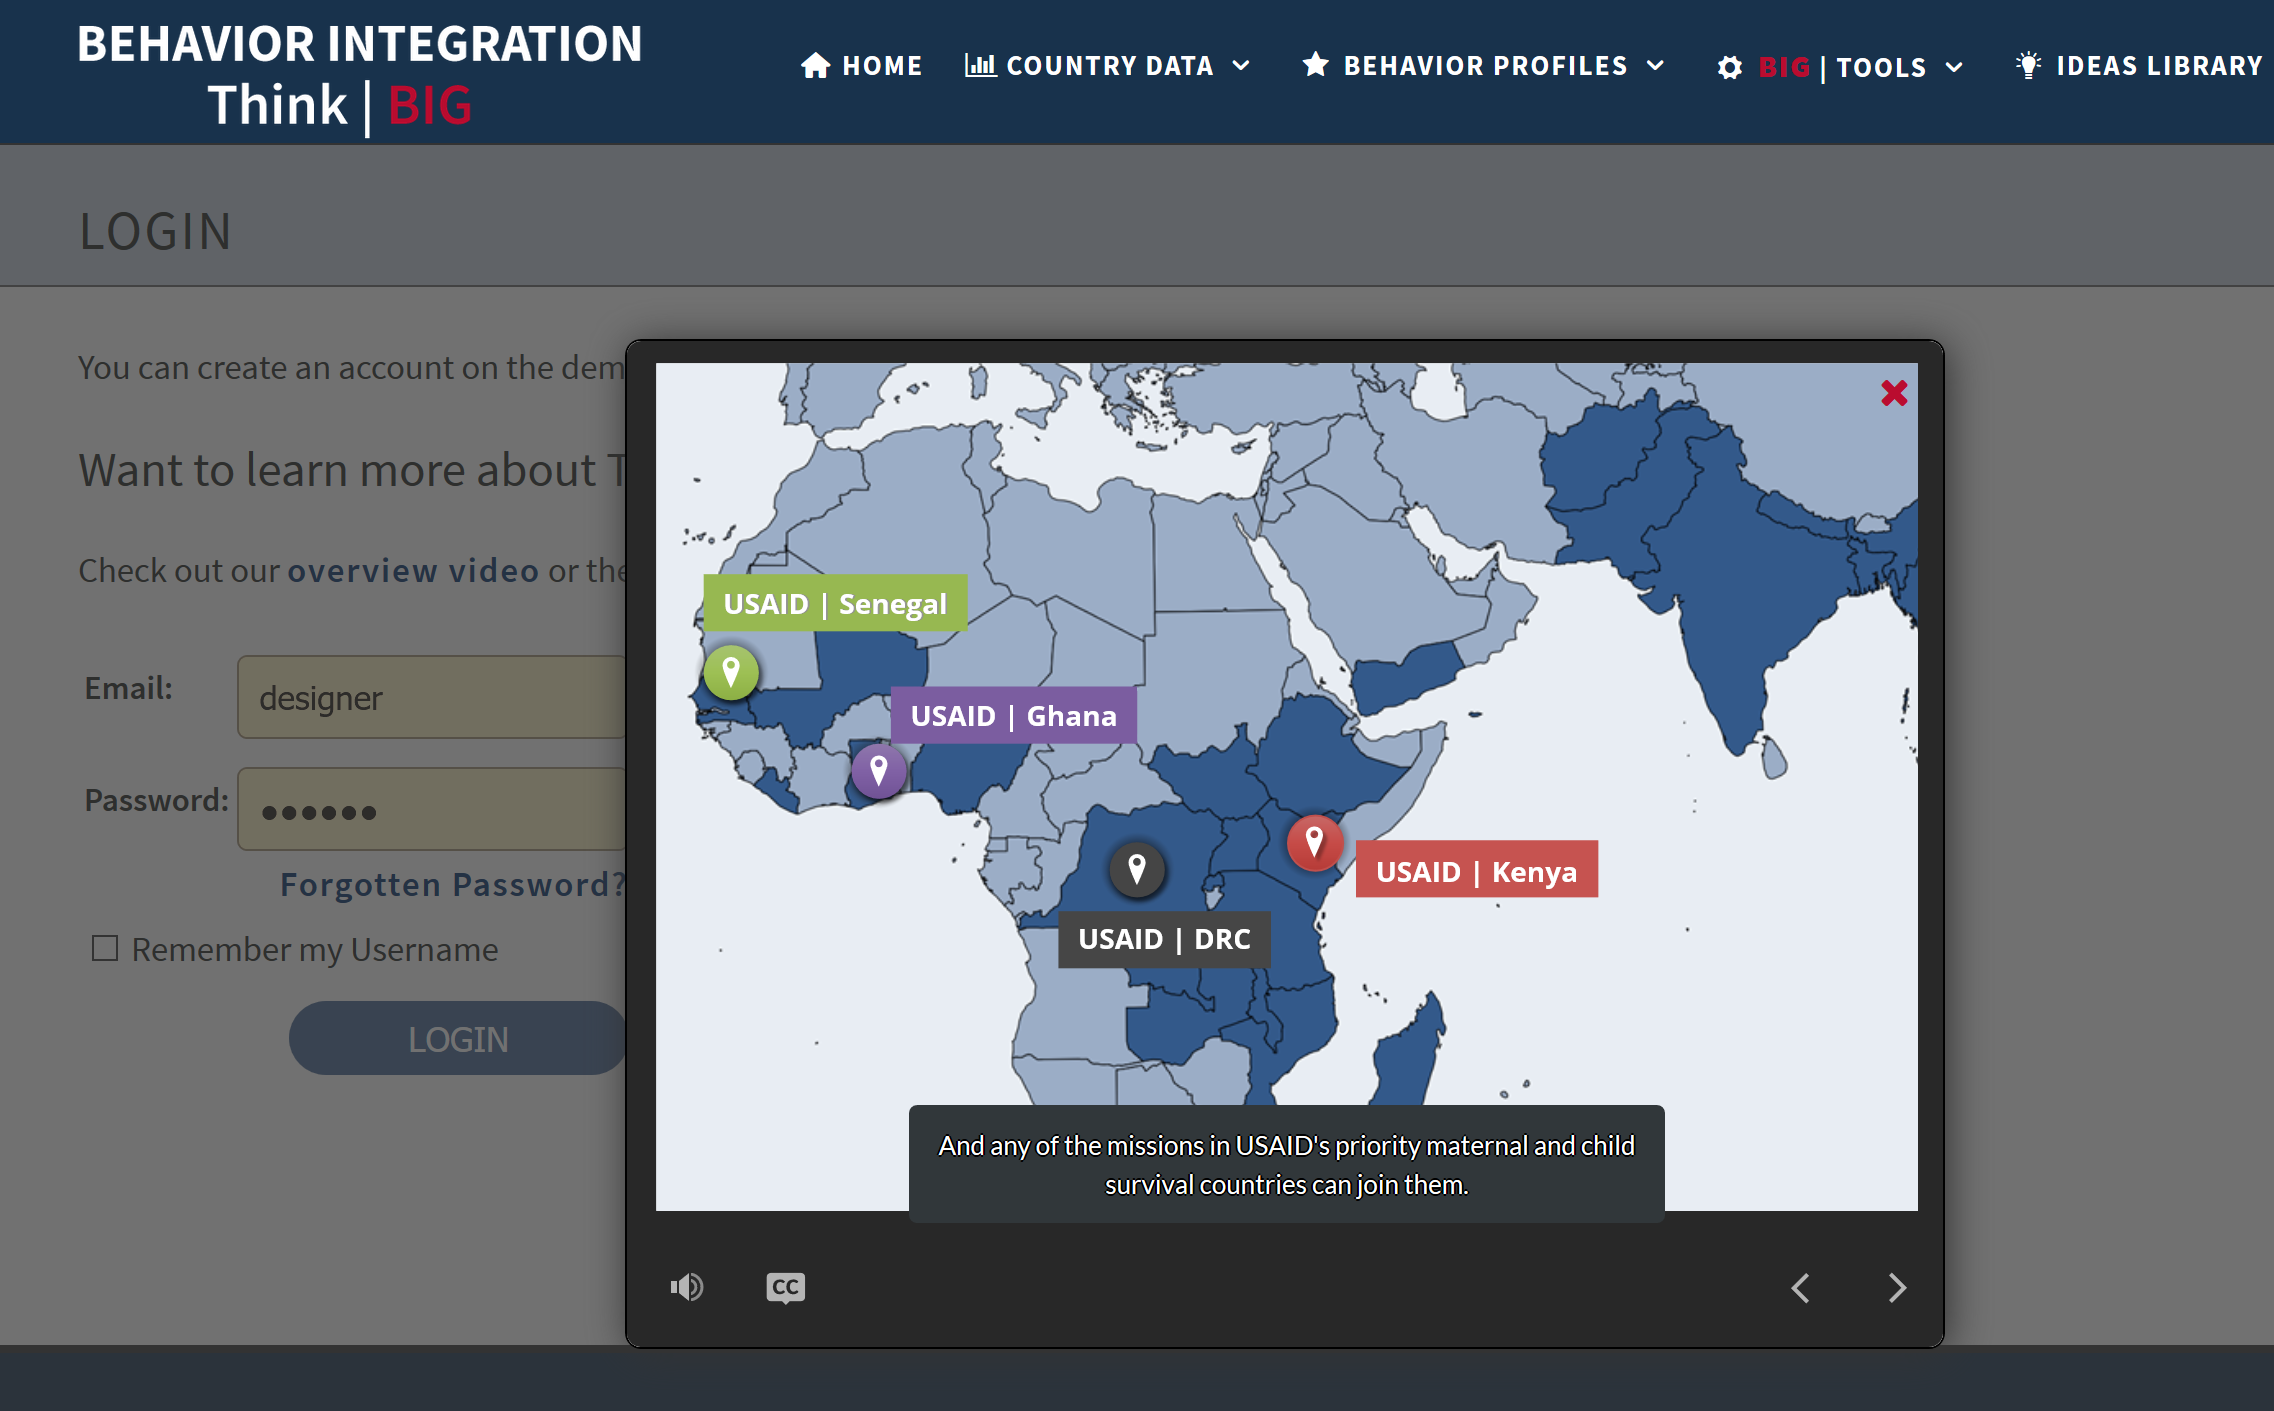 BEHAVIOR INTEGRATION
Think | BIG
HOME
COUNTRY DATA
BEHAVIOR PROFILES
BIG | TOOLS
IDEAS LIBRARY
LOGIN
You can create an account on the dem
Want to learn more about T
Check out our overview video or the
Email:
designer
Password:
Forgotten Password?
Remember my Username
LOGIN
USAID | Senegal
USAID | Ghana
USAID | Kenya
USAID | DRC
And any of the missions in USAID's priority maternal and child
survival countries can join them.
CC